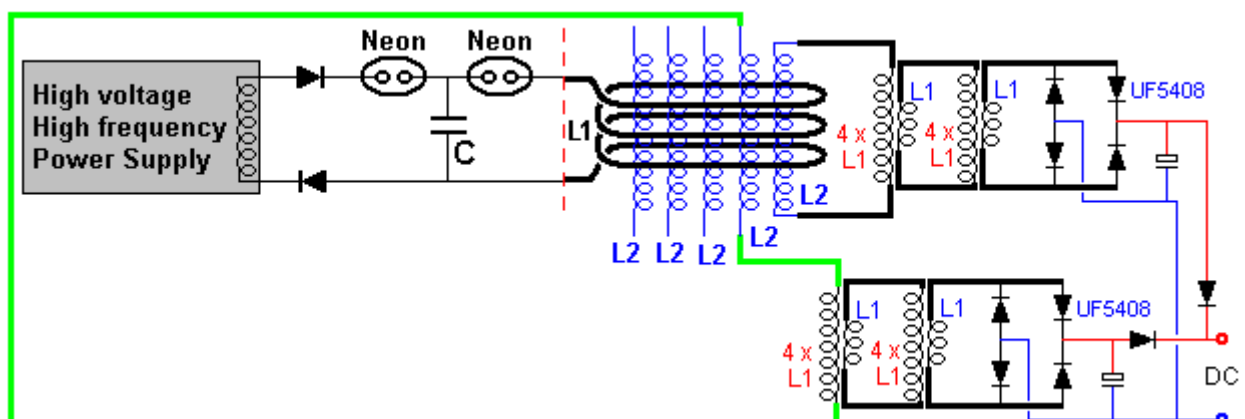 Neon Neon
High voltage
High frequency
Power Supply
C
L1
L2 L2 L2 L2 L2
4 x
L1
L1
4 x
L1
L1
UF5408
4 x
L1
L1
4 x
L1
L1
UF5408
DC